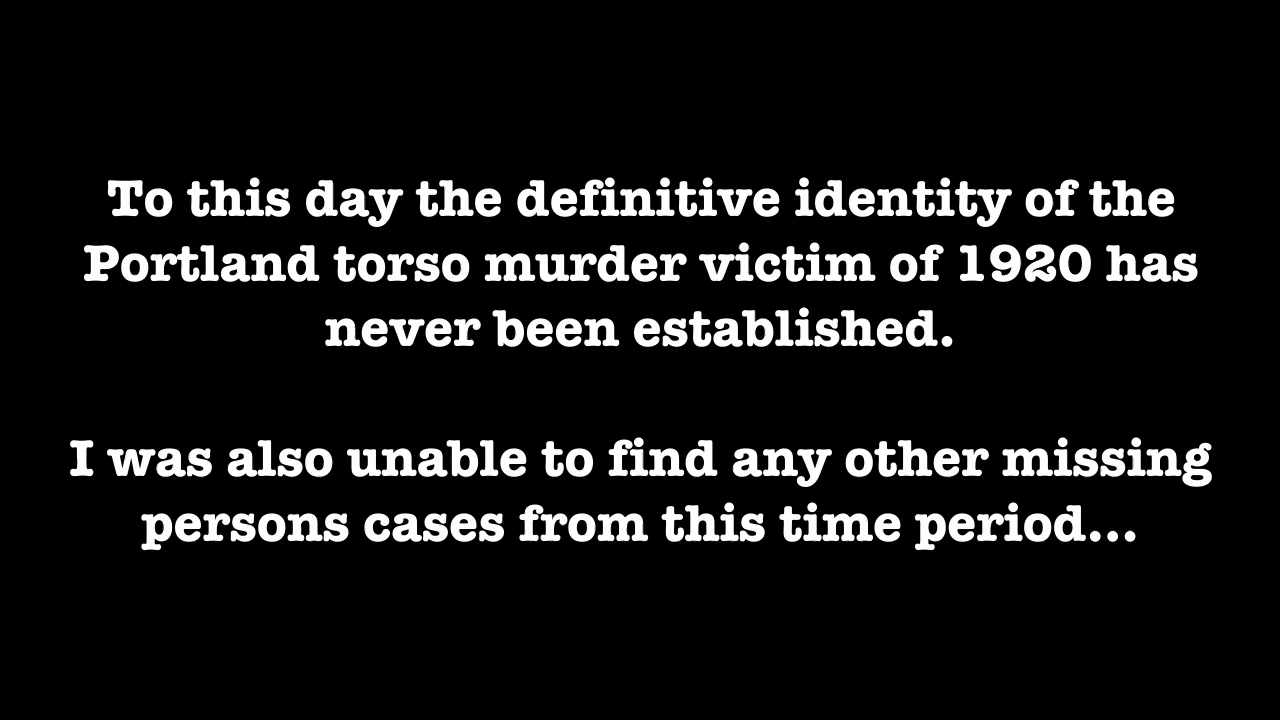 To this day the definitive identity of the
Portland torso murder victim of 1920 has
never been established.
I was also unable to find any other missing
persons cases from this time period...